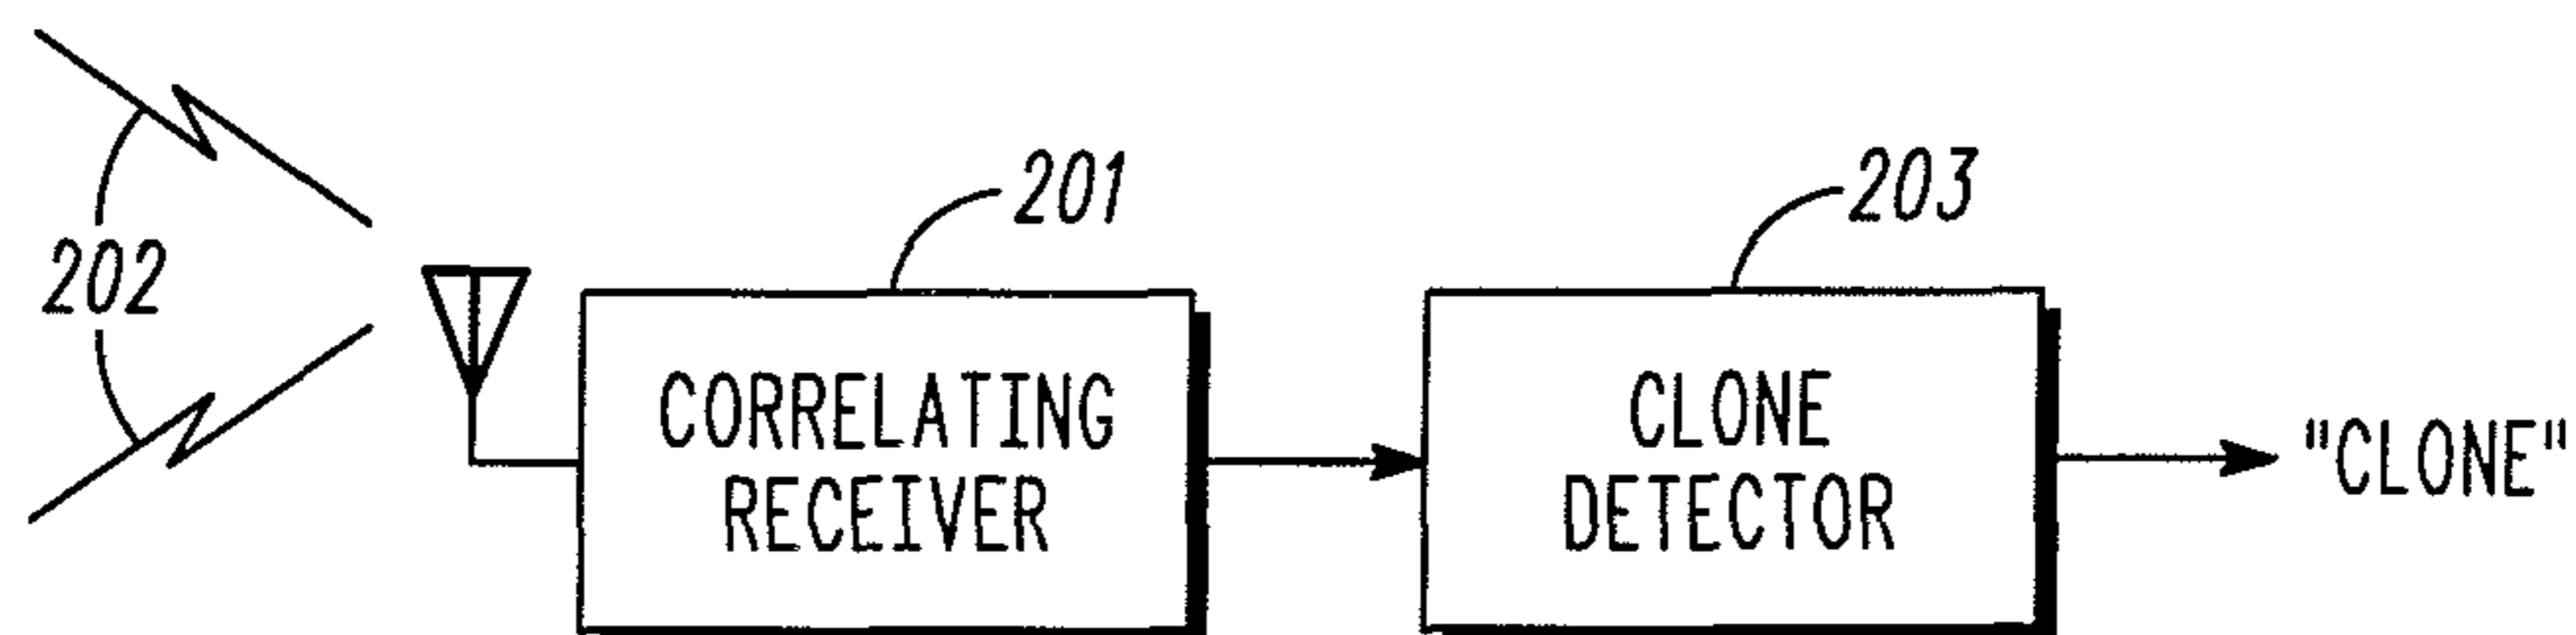 201
203
202
CORRELATING
RECEIVER
CLONE
DETECTOR
"CLONE"